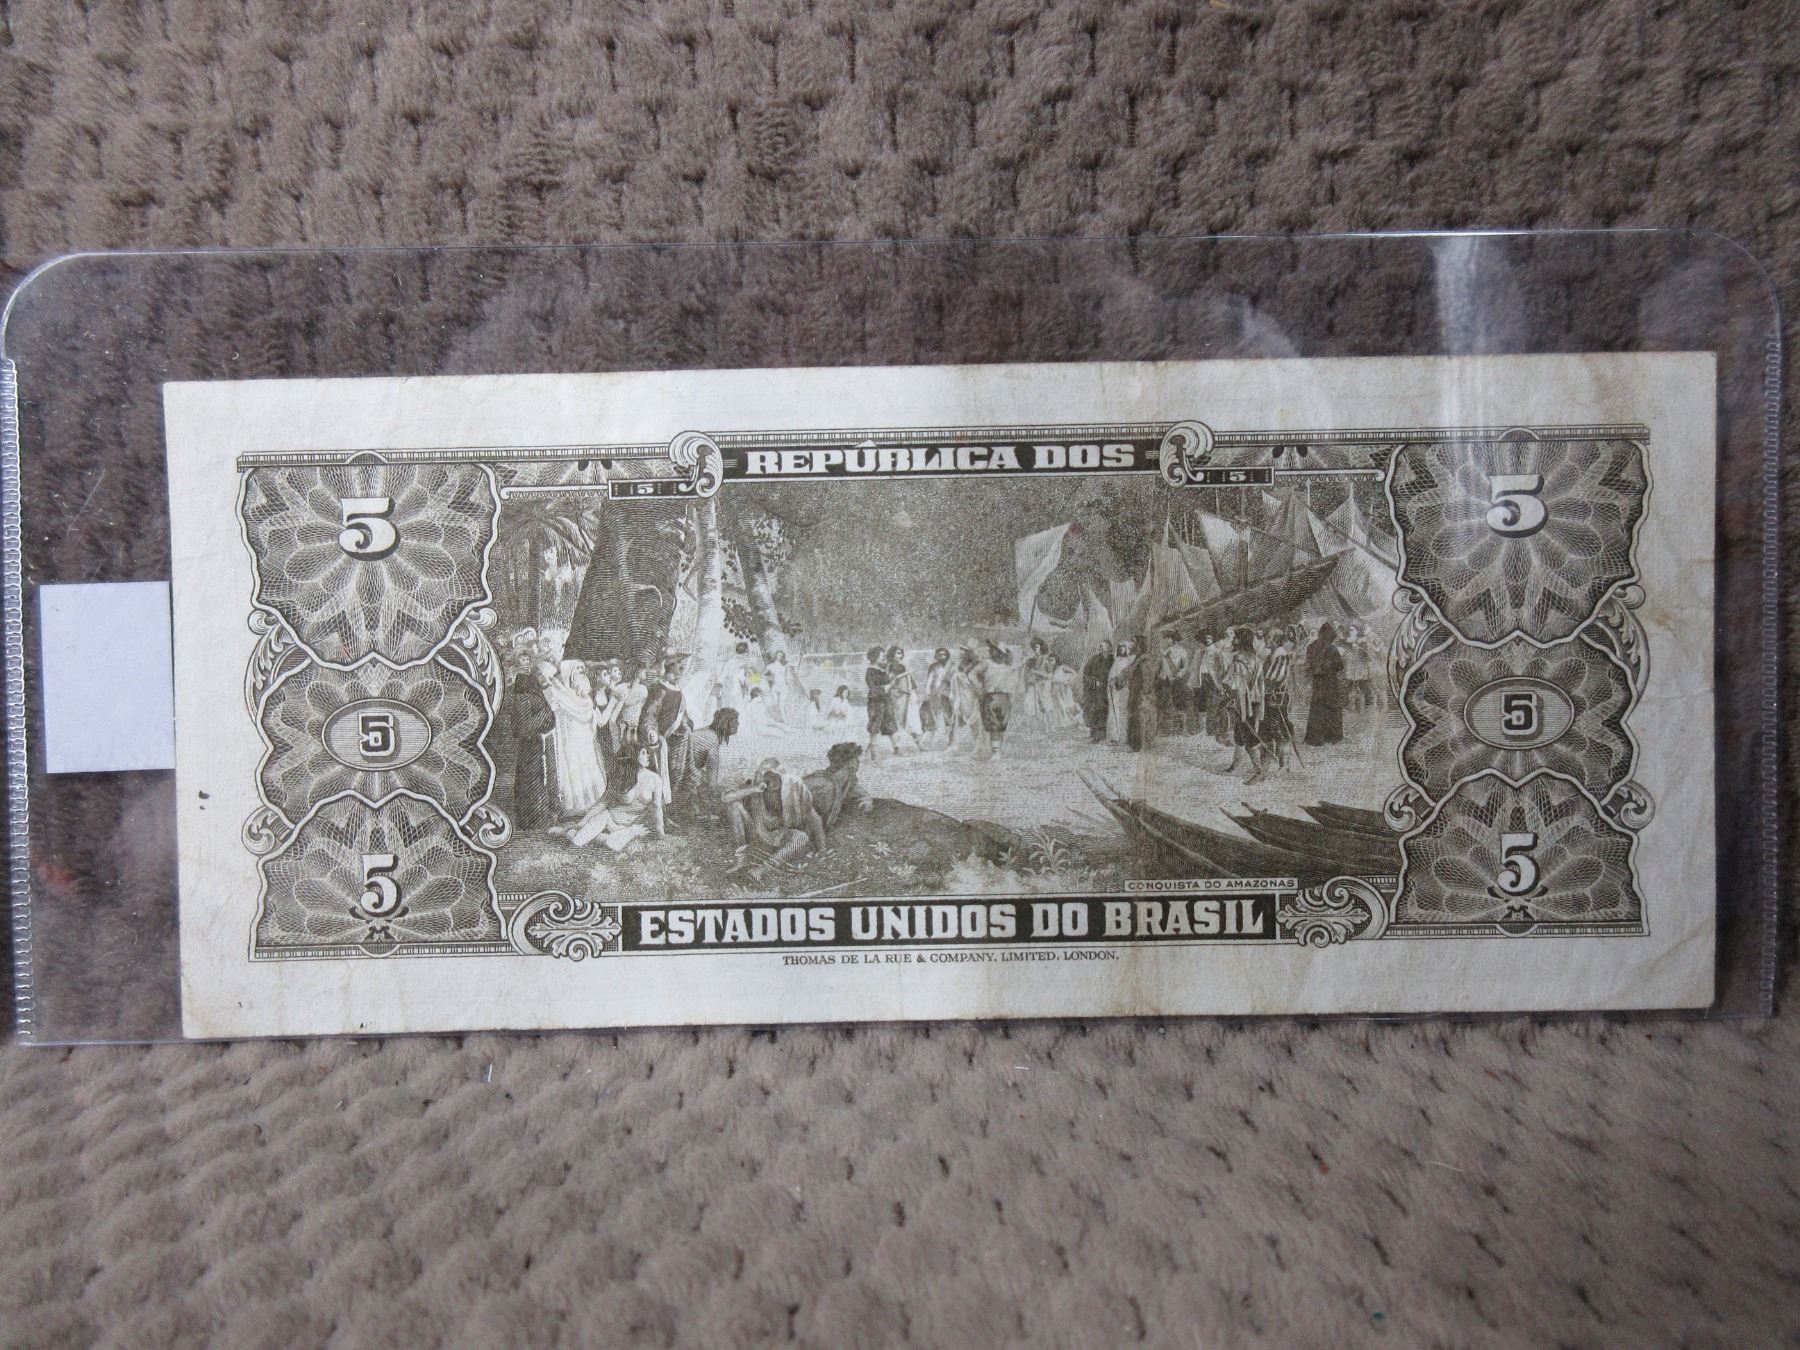 REPÚBLICA DOS
5 5
5 5
5 5
5 5
CONQUISTA DO AMAZONAS
ESTADOS UNIDOS DO BRASIL
THOMAS DE LA RUE & COMPANY, LIMITED, LONDON.